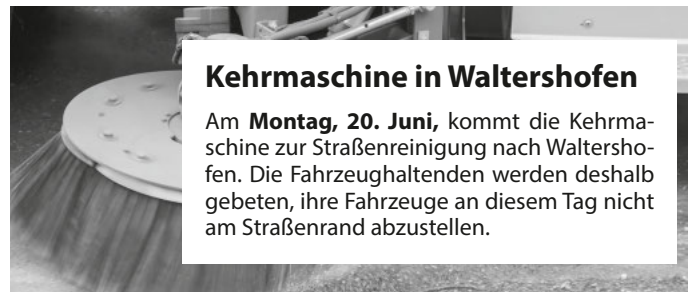 Kehrmaschine in Waltershofen
Am Montag, 20. Juni, kommt die Kehrma-
schine zur Straßenreinigung nach Waltersho-
fen. Die Fahrzeughaltenden werden deshalb
gebeten, ihre Fahrzeuge an diesem Tag nicht
am Straßenrand abzustellen.